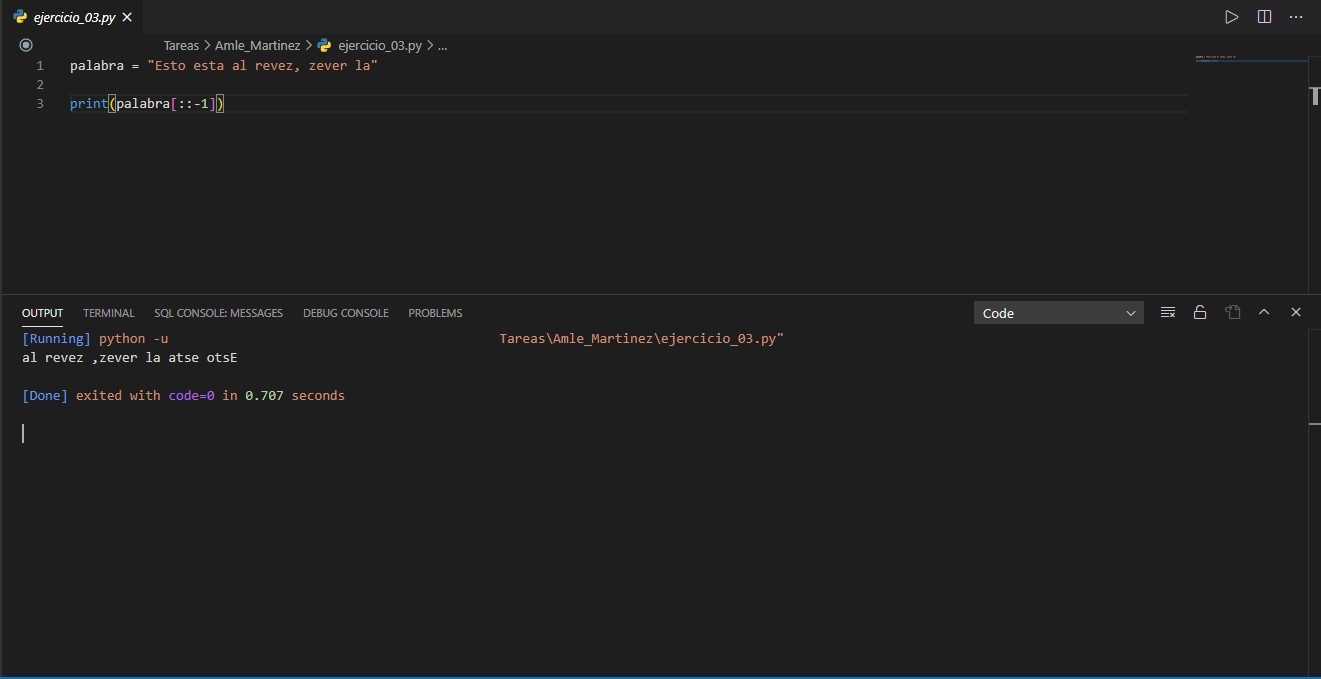 ejercicio_03.py
Tareas > Amle_Martinez > ejercicio_03.py > ...
1 palabra = "Esto esta al revez, zever la"
2
3 print(palabra[::-1])
OUTPUT TERMINAL SQL CONSOLE: MESSAGES DEBUG CONSOLE PROBLEMS Code
[Running] python -u Tareas\Amle_Martinez\ejercicio_03.py"
al revez ,zever la atse otsE
[Done] exited with code=0 in 0.707 seconds